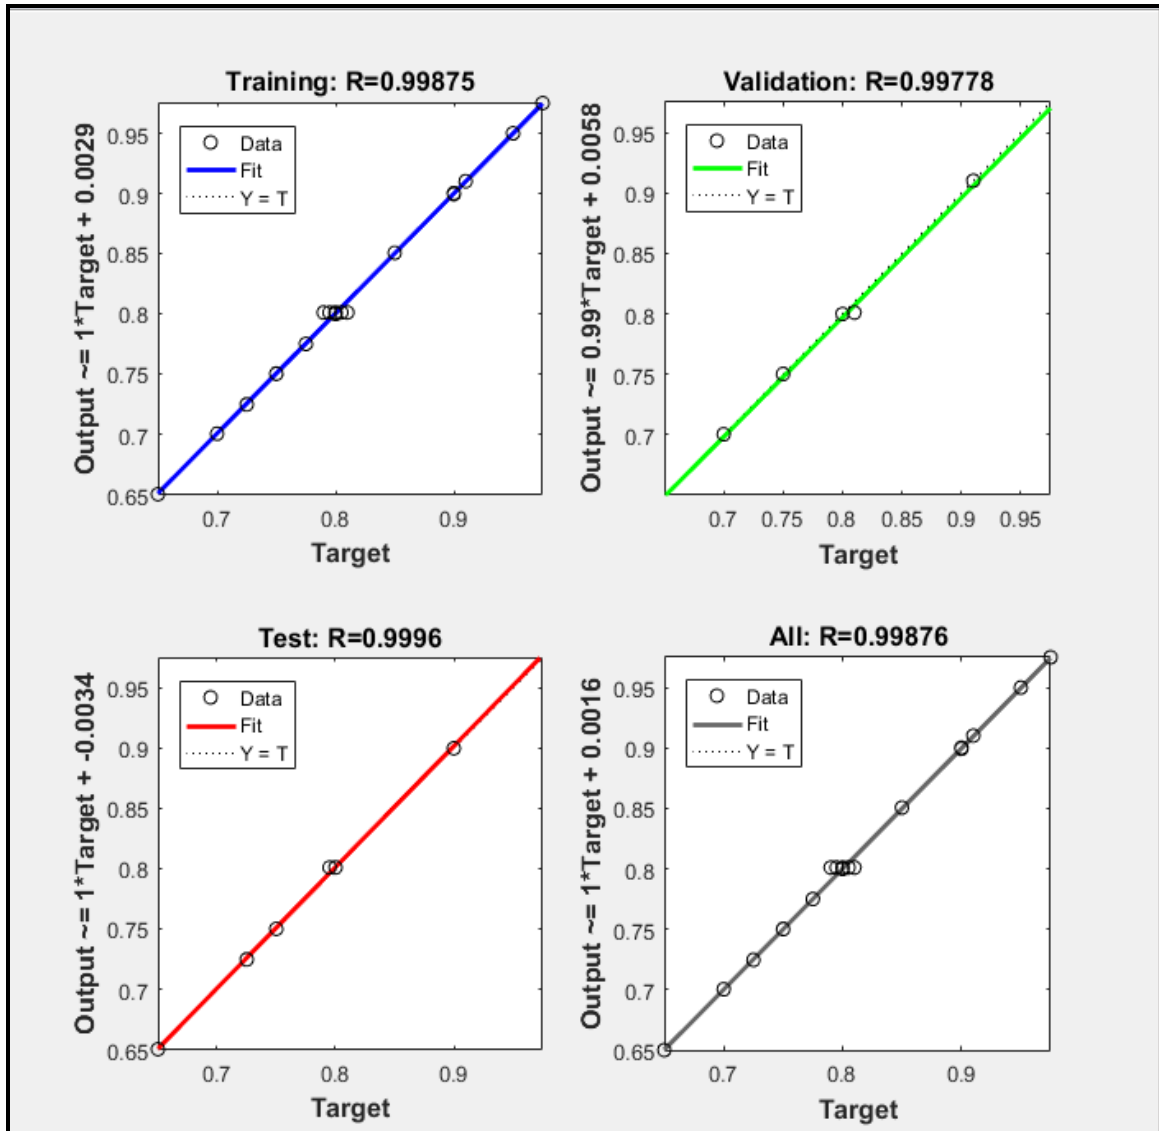 Training: R=0.99875
Output ~= 1*Target + 0.0029
Data
Fit
Y = T
0.95
0.9
0.85
0.8
0.75
0.7
0.65
0.7 0.8 0.9
Target
Validation: R=0.99778
Output ~= 0.99*Target + 0.0058
Data
Fit
Y = T
0.95
0.9
0.85
0.8
0.75
0.7
0.7 0.75 0.8 0.85 0.9 0.95
Target
Test: R=0.9996
Output ~= 1*Target + -0.0034
Data
Fit
Y = T
0.95
0.9
0.85
0.8
0.75
0.7
0.65
0.7 0.8 0.9
Target
All: R=0.99876
Output ~= 1*Target + 0.0016
Data
Fit
Y = T
0.95
0.9
0.85
0.8
0.75
0.7
0.65
0.7 0.8 0.9
Target